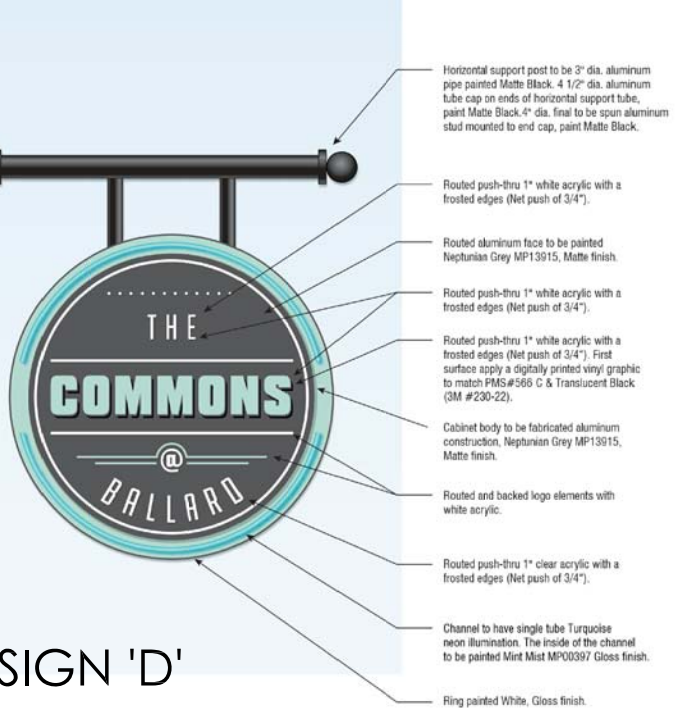 Horizontal support post to be 3" dia. aluminum
pipe painted Matte Black. 4 1/2" dia. aluminum
tube cap on ends of horizontal support tube,
paint Matte Black.4" dia. final to be spun aluminum
stud mounted to end cap, paint Matte Black.
Routed push-thru 1" white acrylic with a
frosted edges (Net push of 3/4").
Routed aluminum face to be painted
Neptunian Grey MP13915, Matte finish.
Routed push-thru 1" white acrylic with a
frosted edges (Net push of 3/4").
Routed push-thru 1" white acrylic with a
frosted edges (Net push of 3/4"). First
surface apply a digitally printed vinyl graphic
to match PMS#566 C & Translucent Black
(3M #230-22).
Cabinet body to be fabricated aluminum
construction, Neptunian Grey MP13915,
Matte finish.
Routed and backed logo elements with
white acrylic.
Routed push-thru 1" clear acrylic with a
frosted edges (Net push of 3/4").
Channel to have single tube Turquoise
neon illumination. The inside of the channel
to be painted Mint Mist MP00397 Gloss finish.
Ring painted White, Gloss finish.
THE
COMMONS
@
BALLARD
SIGN 'D'